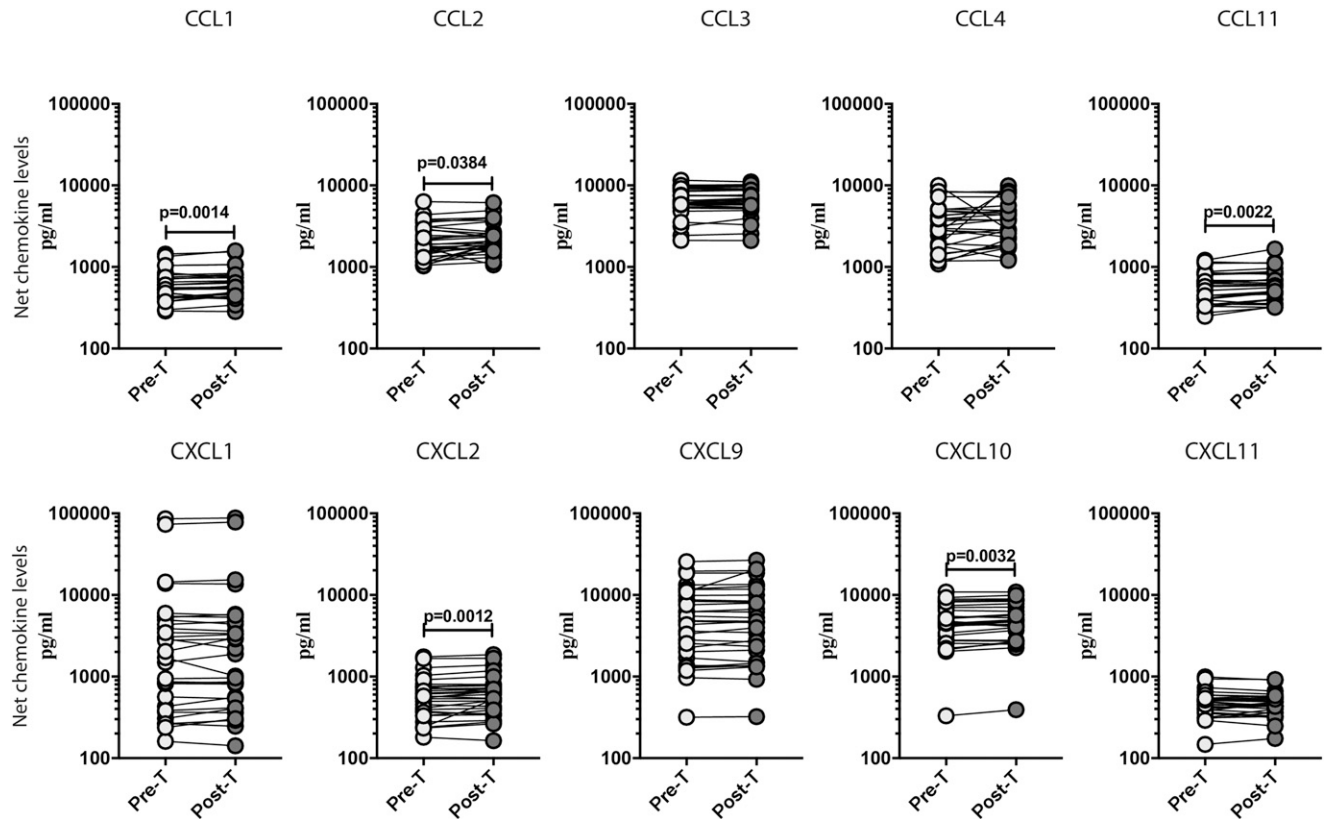 CCL1 CCL2 CCL3 CCL4 CCL11
Net chemokine levels
pg/ml pg/ml pg/ml pg/ml pg/ml
100000 100000 100000 100000 100000
10000 10000 10000 10000 10000
p=0.0014 p=0.0384 p=0.0022
1000 1000 1000 1000 1000
100 100 100 100 100
Pre-T Post-T Pre-T Post-T Pre-T Post-T Pre-T Post-T Pre-T Post-T
CXCL1 CXCL2 CXCL9 CXCL10 CXCL11
Net chemokine levels
pg/ml pg/ml pg/ml pg/ml pg/ml
100000 100000 100000 100000 100000
p=0.0032
10000 10000 10000 10000 10000
p=0.0012
1000 1000 1000 1000 1000
100 100 100 100 100
Pre-T Post-T Pre-T Post-T Pre-T Post-T Pre-T Post-T Pre-T Post-T